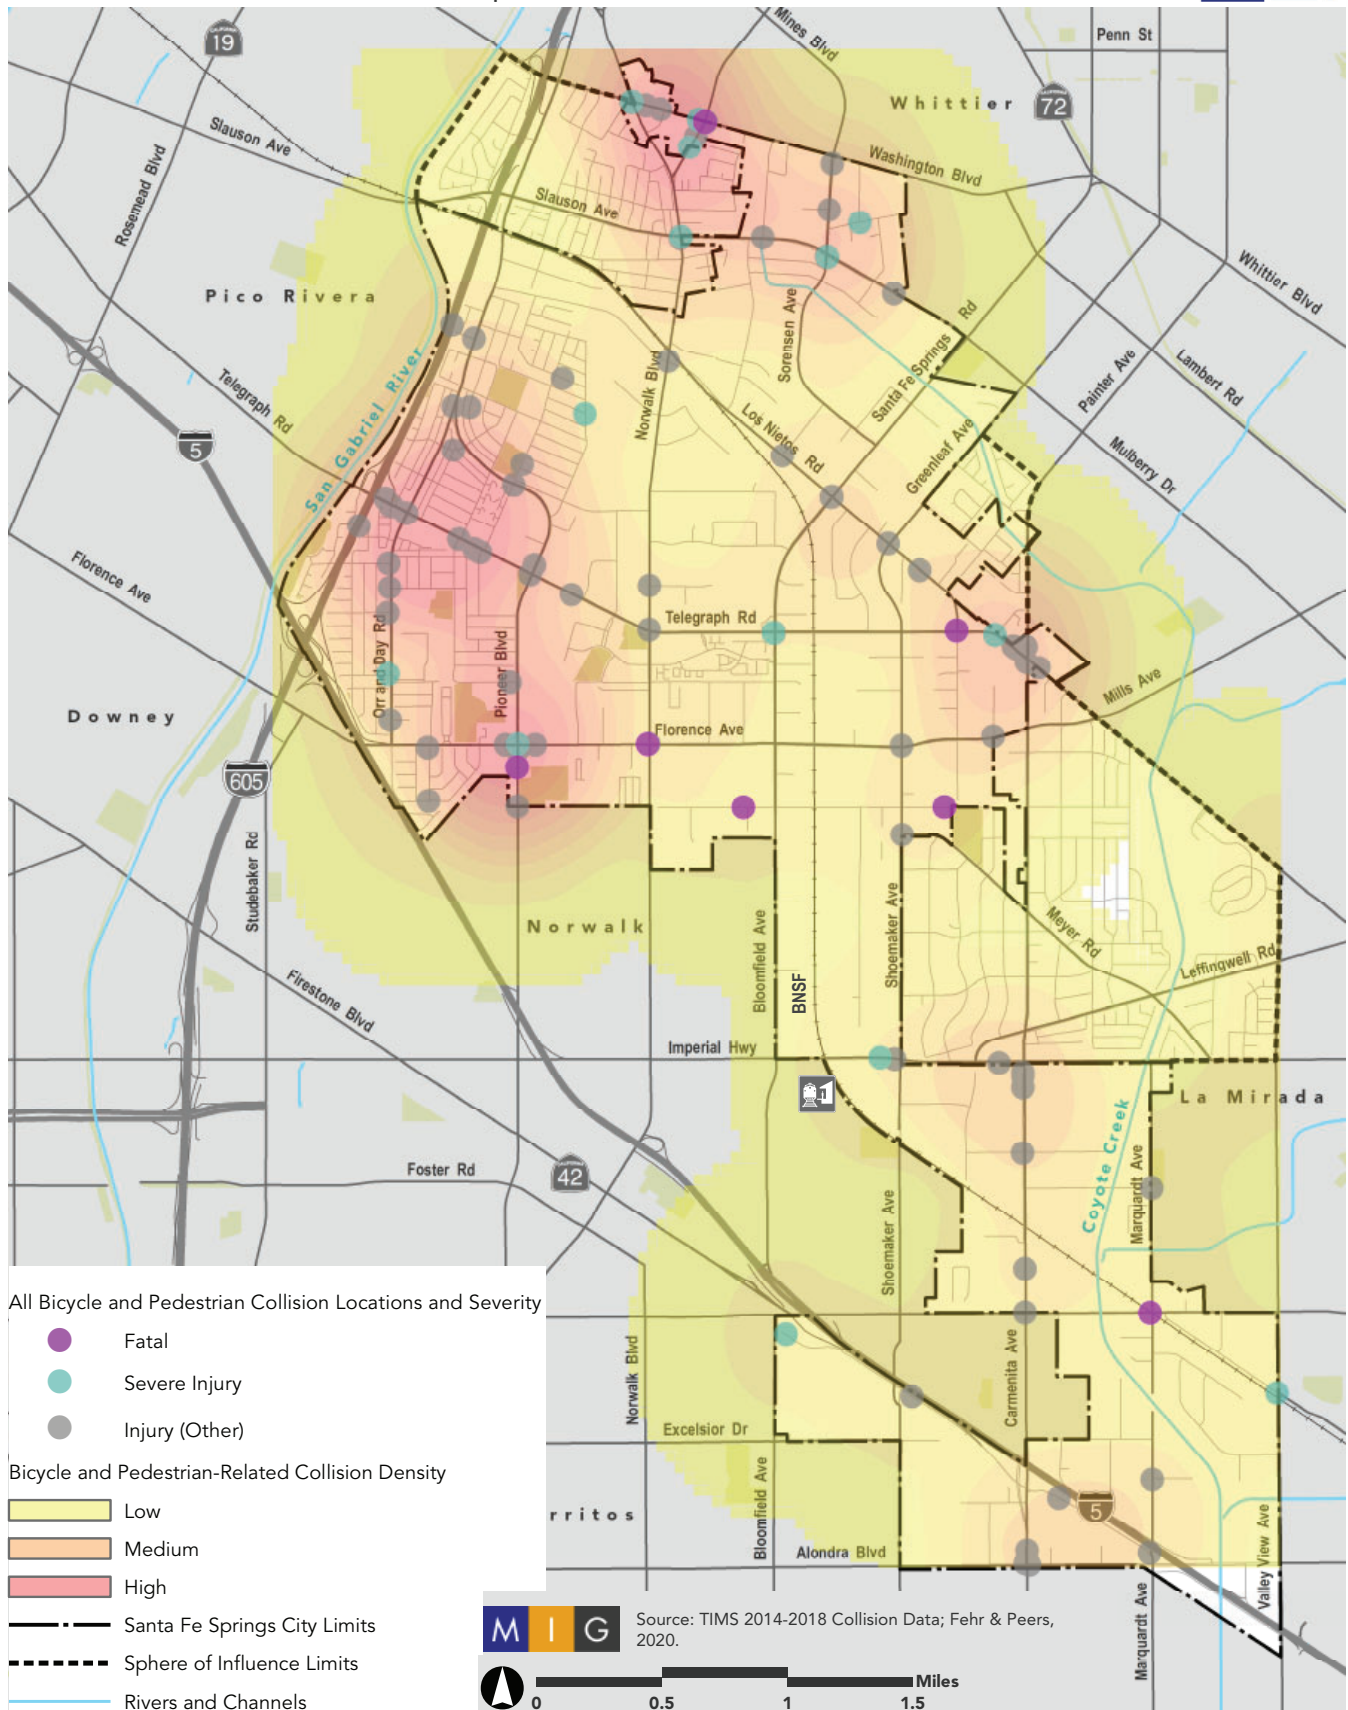 Mines Blvd
Penn St
CALIFORNIA
19
Whittier
CALIFORNIA
72
Slauson Ave
Rosemead Blvd
Washington Blvd
Slauson Ave
Whittier Blvd
Pico Rivera
Sorensen Ave
Santa Fe Springs Rd
Painter Ave
Lambert Rd
Telegraph Rd
San Gabriel River
Norwalk Blvd
Los Nietos Rd
Greenleaf Ave
Mulberry Dr
5
Florence Ave
Telegraph Rd
Orr and Day Rd
Pioneer Blvd
Mills Ave
Downey
Florence Ave
605
Studebaker Rd
Norwalk
Bloomfield Ave
BNSF
Shoemaker Ave
Meyer Rd
Leffingwell Rd
Firestone Blvd
Imperial Hwy
La Mirada
Coyote Creek
Marquardt Ave
Foster Rd
CALIFORNIA
42
Shoemaker Ave
Norwalk Blvd
Carmenita Ave
Excelsior Dr
Bloomfield Ave
rritos
5
Alondra Blvd
Valley View Ave
Marquardt Ave
All Bicycle and Pedestrian Collision Locations and Severity
Fatal
Severe Injury
Injury (Other)
Bicycle and Pedestrian-Related Collision Density
Low
Medium
High
Santa Fe Springs City Limits
Sphere of Influence Limits
Rivers and Channels
M I G
Source: TIMS 2014-2018 Collision Data; Fehr & Peers,
2020.
Miles
0 0.5 1 1.5